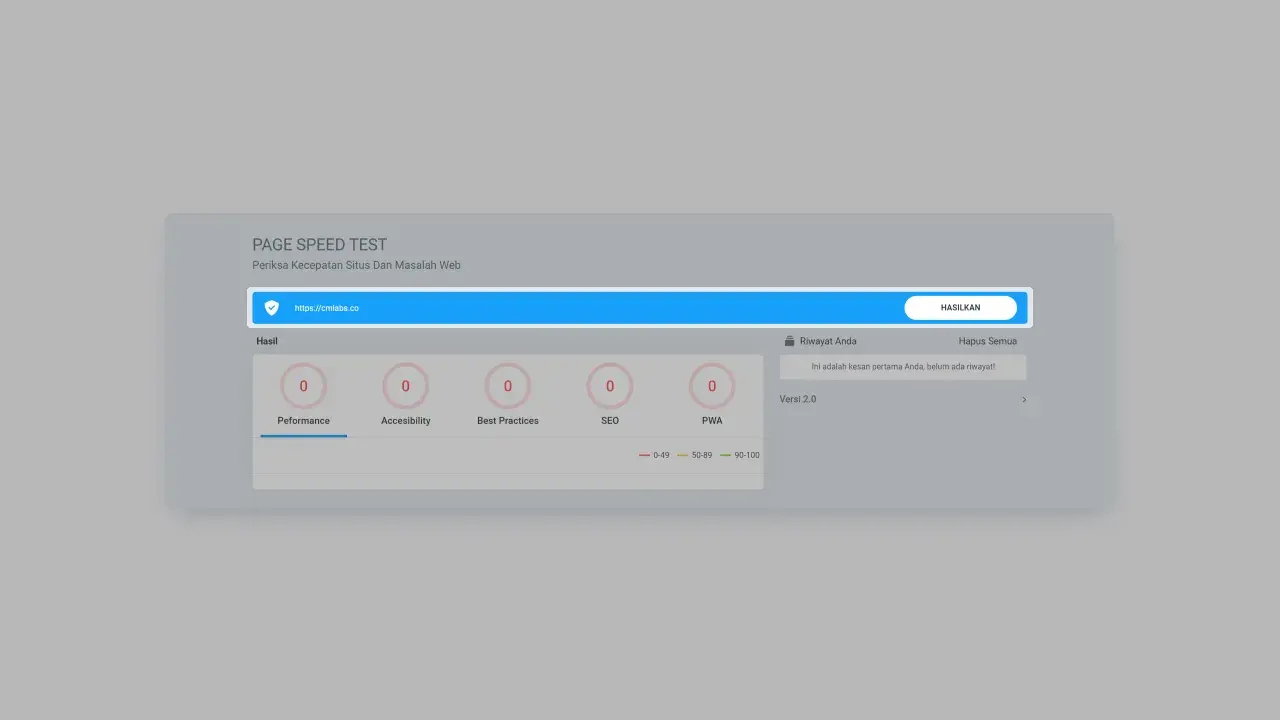 PAGE SPEED TEST
Periksa Kecepatan Situs Dan Masalah Web
https://cmlabs.co
HASILKAN
Hasil
Riwayat Anda
Hapus Semua
0
0
0
0
0
Ini adalah kesan pertama Anda, belum ada riwayat!
Peformance
Accesibility
Best Practices
SEO
PWA
Versi 2.0
0-49
50-89
90-100